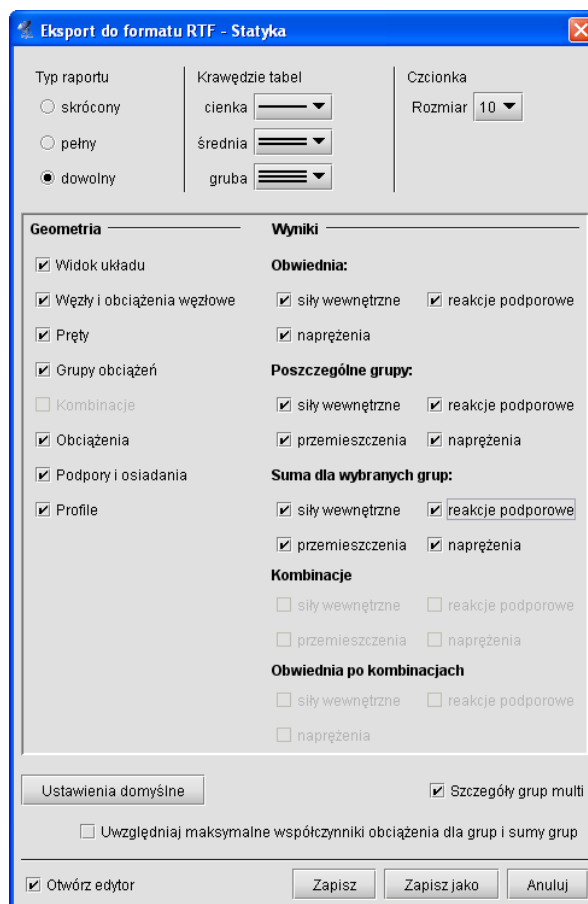 Eksport do formatu RTF - Statyka
Typ raportu
skrócony
pełny
dowolny
Krawędzie tabel
cienka
średnia
gruba
Czcionka
Rozmiar 10
Geometria
Widok układu
Węzły i obciążenia węzłowe
Pręty
Grupy obciążeń
Kombinacje
Obciążenia
Podpory i osiadania
Profile
Wyniki
Obwiednia:
siły wewnętrzne reakcje podporowe
naprężenia
Poszczególne grupy:
siły wewnętrzne reakcje podporowe
przemieszczenia naprężenia
Suma dla wybranych grup:
siły wewnętrzne reakcje podporowe
przemieszczenia naprężenia
Kombinacje
siły wewnętrzne reakcje podporowe
przemieszczenia naprężenia
Obwiednia po kombinacjach
siły wewnętrzne reakcje podporowe
naprężenia
Ustawienia domyślne Szczegóły grup multi
Uwzględniaj maksymalne współczynniki obciążenia dla grup i sumy grup
Otwórz edytor Zapisz Zapisz jako Anuluj